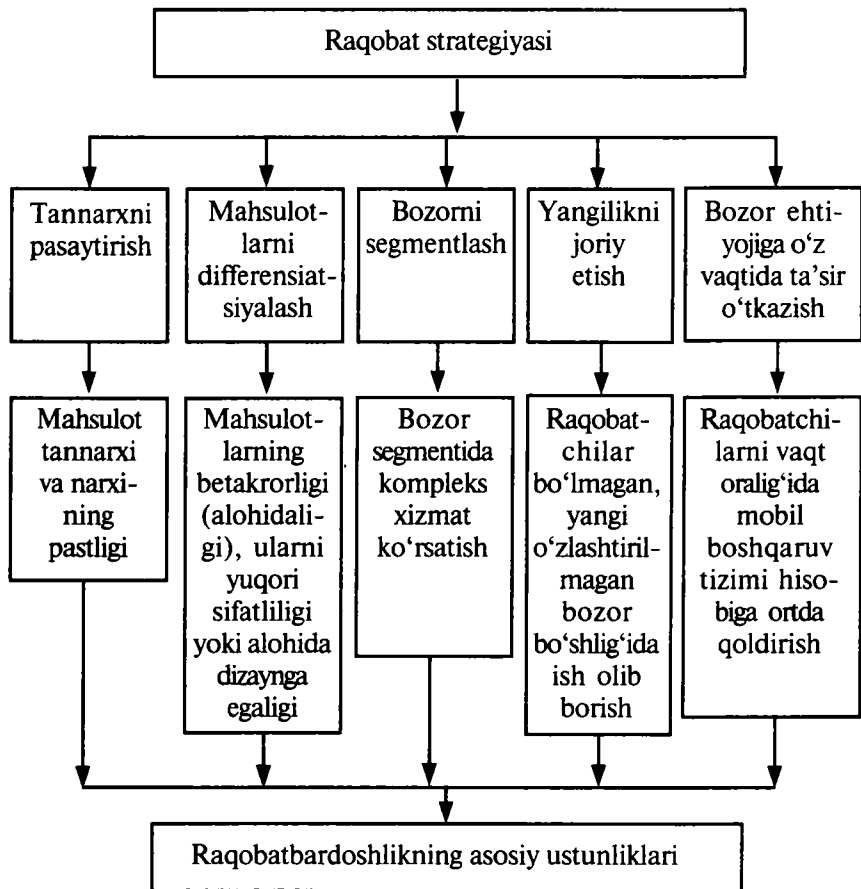 Raqobat strategiyasi
Tannarxni
pasaytirish
Mahsulot-
larni
differensiat-
siyalash
Bozorni
segmentlash
Yangilikni
joriy
etish
Bozor ehti-
yojiga o‘z
vaqtida ta’sir
o‘tkazish
Mahsulot
tannarxi
va narxi-
ning
pastligi
Mahsulot-
larning
betakrorligi
(alohidali-
gi), ularni
yuqori
sifatliligi
yoki alohida
dizaynga
egaligi
Bozor
segmentida
kompleks
xizmat
ko‘rsatish
Raqobat-
chilar
bo‘lmagan,
yangi
o‘zlashtiril-
magan
bozor
bo‘shlig‘ida
ish olib
borish
Raqobatchi-
larni vaqt
oralig‘ida
mobil
boshqaruv
tizimi hiso-
biga ortda
qoldirish
Raqobatbardoshlikning asosiy ustunliklari